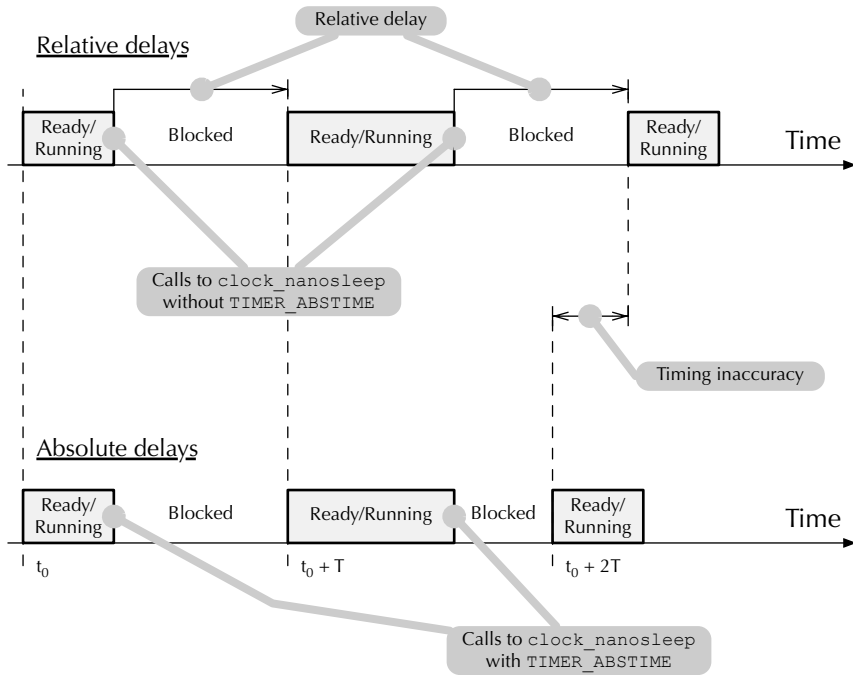 Relative delay
Relative delays
Ready/
Running
Blocked
Ready/Running
Blocked
Ready/
Running
Time
Calls to clock_nanosleep
without TIMER_ABSTIME
Timing inaccuracy
Absolute delays
Ready/
Running
Blocked
Ready/Running
Blocked
Ready/
Running
Time
t0
t0 + T
t0 + 2T
Calls to clock_nanosleep
with TIMER_ABSTIME